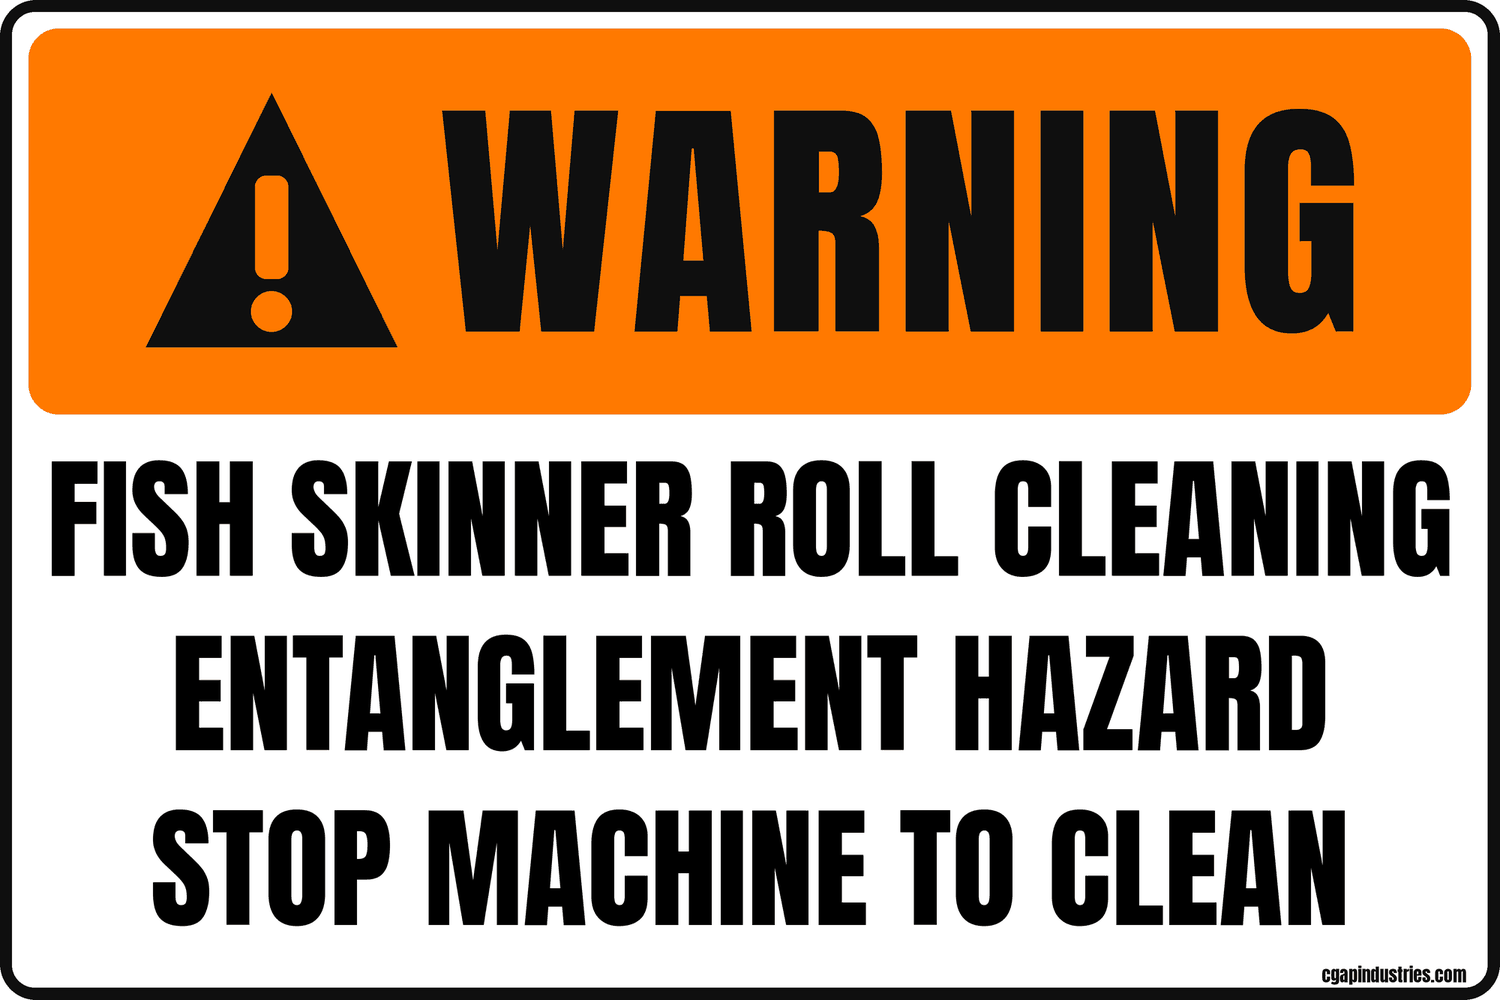 WARNING
FISH SKINNER ROLL CLEANING
ENTANGLEMENT HAZARD
STOP MACHINE TO CLEAN
cgapindustries.com